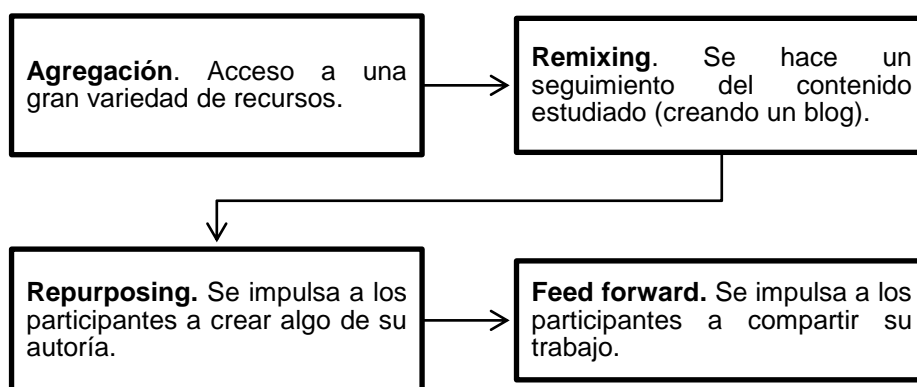 Agregación. Acceso a una
gran variedad de recursos.
Remixing. Se hace un
seguimiento del contenido
estudiado (creando un blog).
Repurposing. Se impulsa a los
participantes a crear algo de su
autoría.
Feed forward. Se impulsa a los
participantes a compartir su
trabajo.